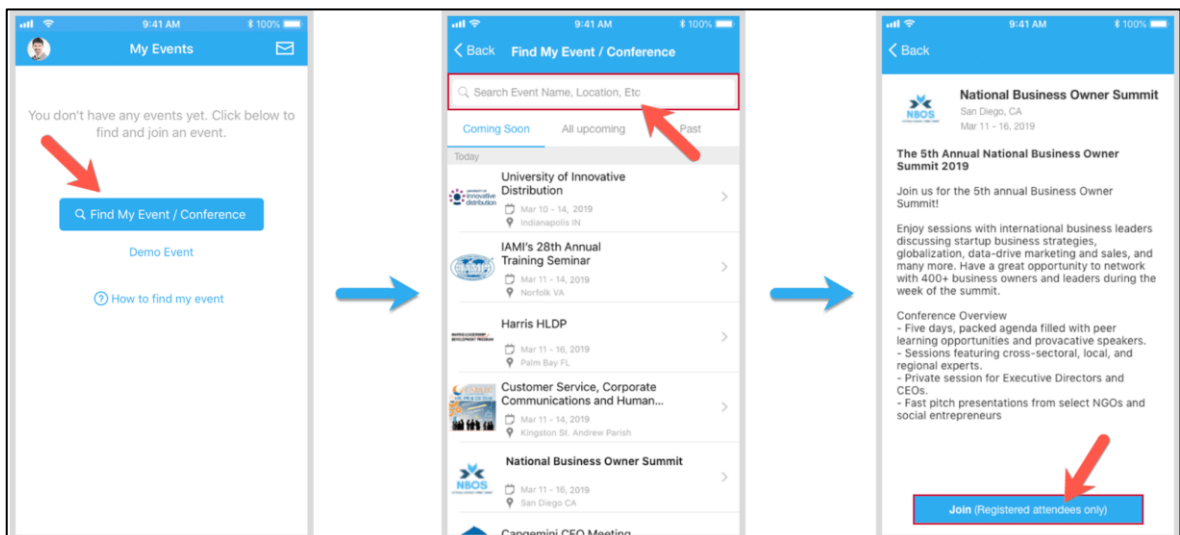 9:41 AM
100%
My Events
You don't have any events yet. Click below to
find and join an event.
Find My Event / Conference
Demo Event
How to find my event
9:41 AM
100%
Back
Find My Event / Conference
Search Event Name, Location, Etc
Coming Soon
All upcoming
Past
Today
University of Innovative
Distribution
innovative
distribution
Mar 10 - 14, 2019
Indianapolis IN
IAMI's 28th Annual
Training Seminar
Mar 11 - 14, 2019
Norfolk VA
Harris HLDP
Mar 11 - 16, 2019
Palm Bay FL
Customer Service, Corporate
Communications and Human...
Mar 11 - 14, 2019
Kingston St. Andrew Parish
National Business Owner Summit
NBOS
Mar 11 - 16, 2019
San Diego CA
Capgemini CFO Meeting
9:41 AM
100%
Back
NBOS
National Business Owner Summit
San Diego, CA
Mar 11 - 16, 2019
The 5th Annual National Business Owner
Summit 2019
Join us for the 5th annual Business Owner
Summit!
Enjoy sessions with international business leaders
discussing startup business strategies,
globalization, data-drive marketing and sales, and
many more. Have a great opportunity to network
with 400+ business owners and leaders during the
week of the summit.
Conference Overview
- Five days, packed agenda filled with peer
learning opportunities and provacative speakers.
- Sessions featuring cross-sectoral, local, and
regional experts.
- Private session for Executive Directors and
CEOs.
- Fast pitch presentations from select NGOs and
social entrepreneurs
Join (Registered attendees only)